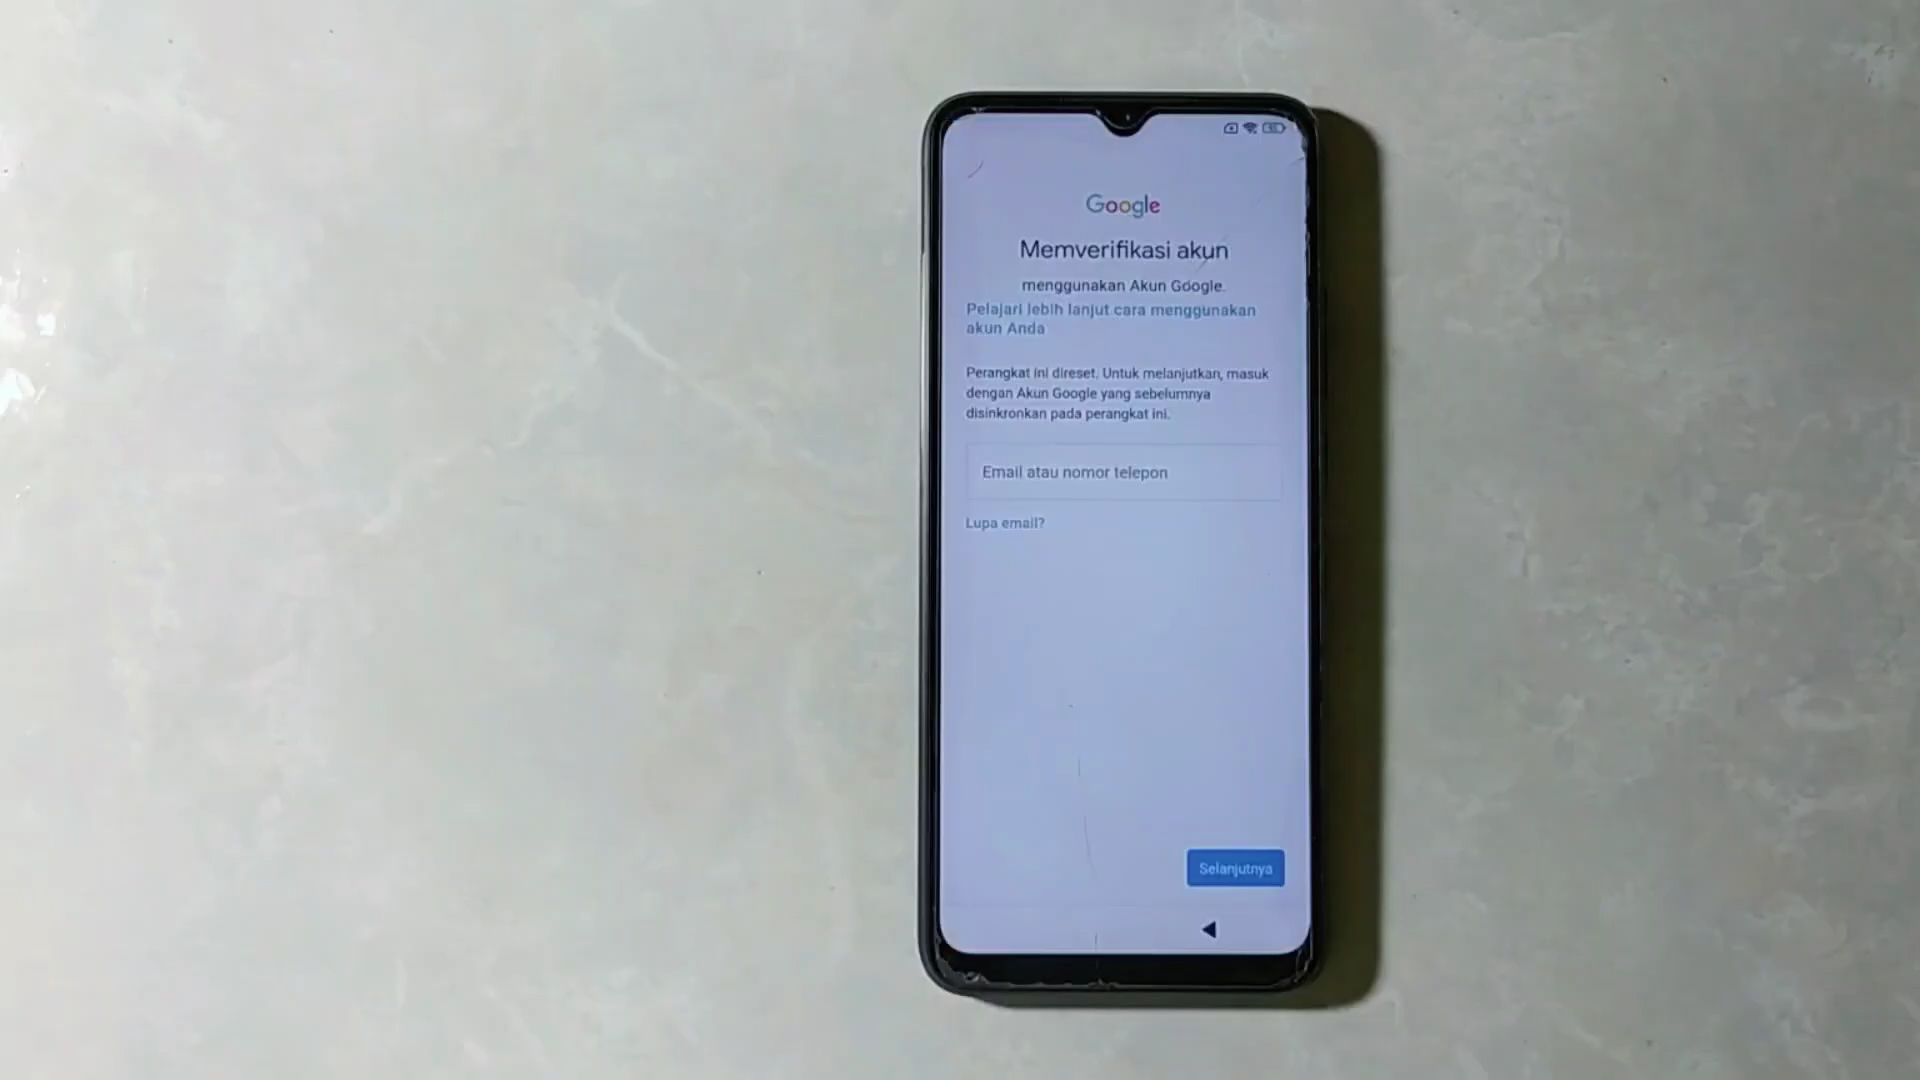 Google
Memverifikasi akun
menggunakan Akun Google.
Pelajari lebih lanjut cara menggunakan
akun Anda
Perangkat ini direset. Untuk melanjutkan, masuk
dengan Akun Google yang sebelumnya
disinkronkan pada perangkat ini.
Email atau nomor telepon
Lupa email?
Selanjutnya